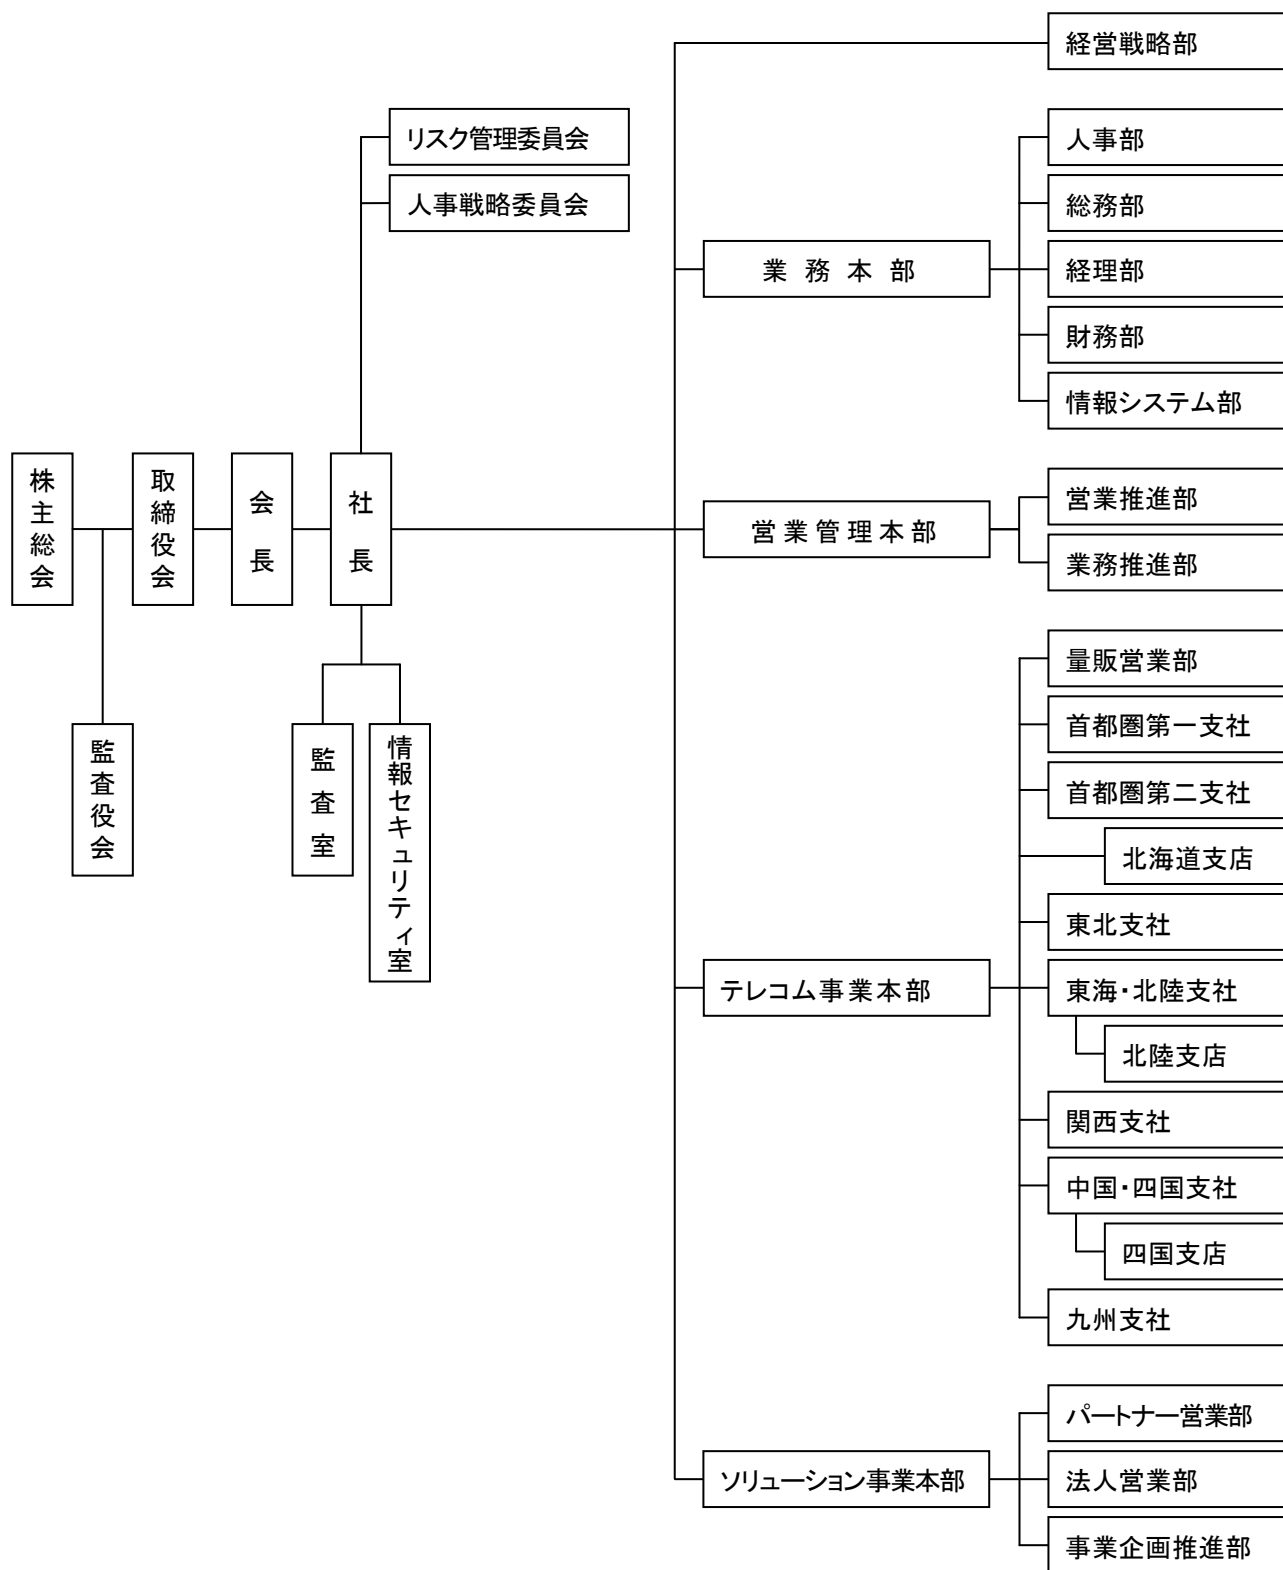 経営戦略部
リスク管理委員会
人事戦略委員会
人事部
総務部
業務本部
経理部
財務部
情報システム部
株主総会
取締役会
会長
社長
営業管理本部
営業推進部
業務推進部
監査役会
監査室
情報セキュリティ室
量販営業部
首都圏第一支社
首都圏第二支社
北海道支店
東北支社
テレコム事業本部
東海・北陸支社
北陸支店
関西支社
中国・四国支社
四国支店
九州支社
パートナー営業部
ソリューション事業本部
法人営業部
事業企画推進部